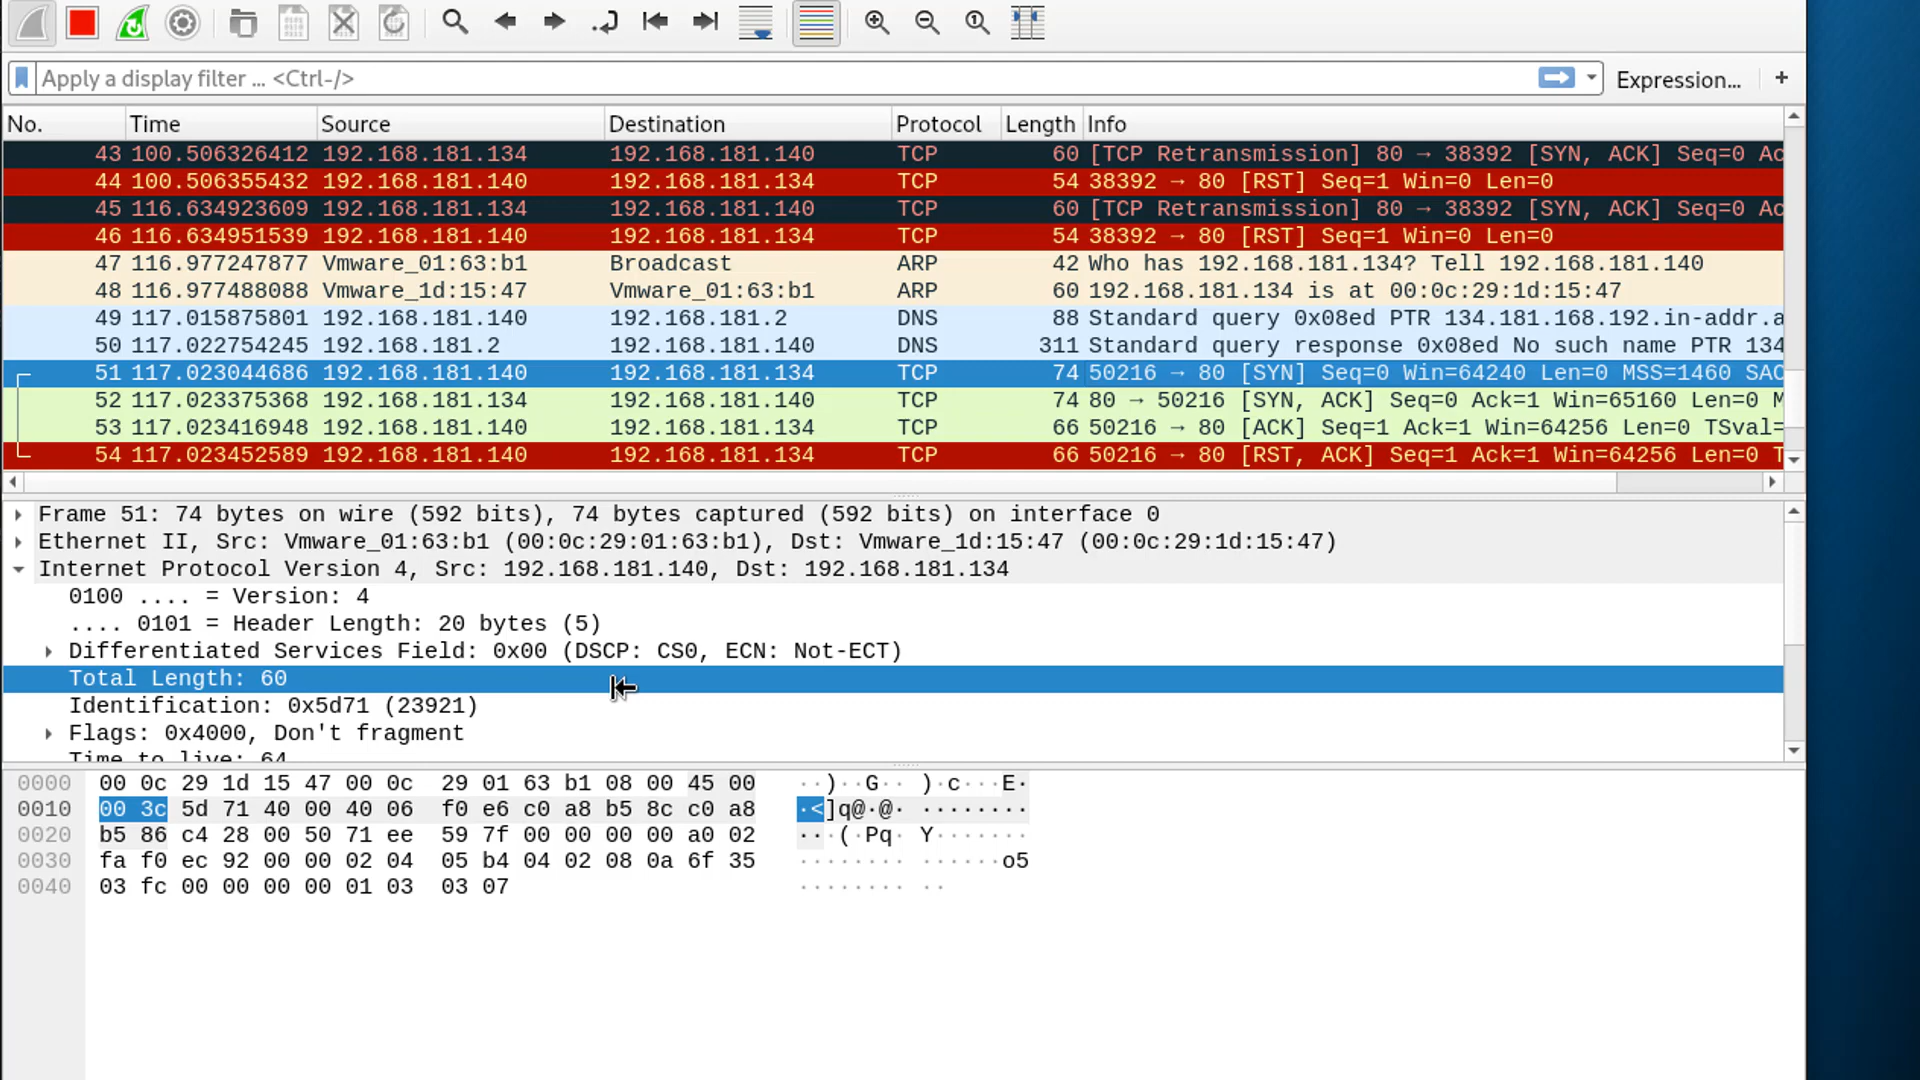 Apply a display filter ... <Ctrl-/> Expression... +
No. Time Source Destination Protocol Length Info
43 100.506326412 192.168.181.134 192.168.181.140 TCP 60 [TCP Retransmission] 80 → 38392 [SYN, ACK] Seq=0 Ac
44 100.506355432 192.168.181.140 192.168.181.134 TCP 54 38392 → 80 [RST] Seq=1 Win=0 Len=0
45 116.634923609 192.168.181.134 192.168.181.140 TCP 60 [TCP Retransmission] 80 → 38392 [SYN, ACK] Seq=0 Ac
46 116.634951539 192.168.181.140 192.168.181.134 TCP 54 38392 → 80 [RST] Seq=1 Win=0 Len=0
47 116.977247877 Vmware_01:63:b1 Broadcast ARP 42 Who has 192.168.181.134? Tell 192.168.181.140
48 116.977488088 Vmware_1d:15:47 Vmware_01:63:b1 ARP 60 192.168.181.134 is at 00:0c:29:1d:15:47
49 117.015875801 192.168.181.140 192.168.181.2 DNS 88 Standard query 0x08ed PTR 134.181.168.192.in-addr.a
50 117.022754245 192.168.181.2 192.168.181.140 DNS 311 Standard query response 0x08ed No such name PTR 134
51 117.023044686 192.168.181.140 192.168.181.134 TCP 74 50216 → 80 [SYN] Seq=0 Win=64240 Len=0 MSS=1460 SAC
52 117.023375368 192.168.181.134 192.168.181.140 TCP 74 80 → 50216 [SYN, ACK] Seq=0 Ack=1 Win=65160 Len=0 M
53 117.023416948 192.168.181.140 192.168.181.134 TCP 66 50216 → 80 [ACK] Seq=1 Ack=1 Win=64256 Len=0 TSval=
54 117.023452589 192.168.181.140 192.168.181.134 TCP 66 50216 → 80 [RST, ACK] Seq=1 Ack=1 Win=64256 Len=0 T
Frame 51: 74 bytes on wire (592 bits), 74 bytes captured (592 bits) on interface 0
Ethernet II, Src: Vmware_01:63:b1 (00:0c:29:01:63:b1), Dst: Vmware_1d:15:47 (00:0c:29:1d:15:47)
Internet Protocol Version 4, Src: 192.168.181.140, Dst: 192.168.181.134
0100 .... = Version: 4
.... 0101 = Header Length: 20 bytes (5)
Differentiated Services Field: 0x00 (DSCP: CS0, ECN: Not-ECT)
Total Length: 60
Identification: 0x5d71 (23921)
Flags: 0x4000, Don't fragment
Time to live: 64
0000 00 0c 29 1d 15 47 00 0c 29 01 63 b1 08 00 45 00 ··)··G·· )·c···E·
0010 00 3c 5d 71 40 00 40 06 f0 e6 c0 a8 b5 8c c0 a8 ·<]q@·@· ········
0020 b5 86 c4 28 00 50 71 ee 59 7f 00 00 00 00 a0 02 ···(·Pq· Y·······
0030 fa f0 ec 92 00 00 02 04 05 b4 04 02 08 0a 6f 35 ········ ······o5
0040 03 fc 00 00 00 00 01 03 03 07 ········ ··